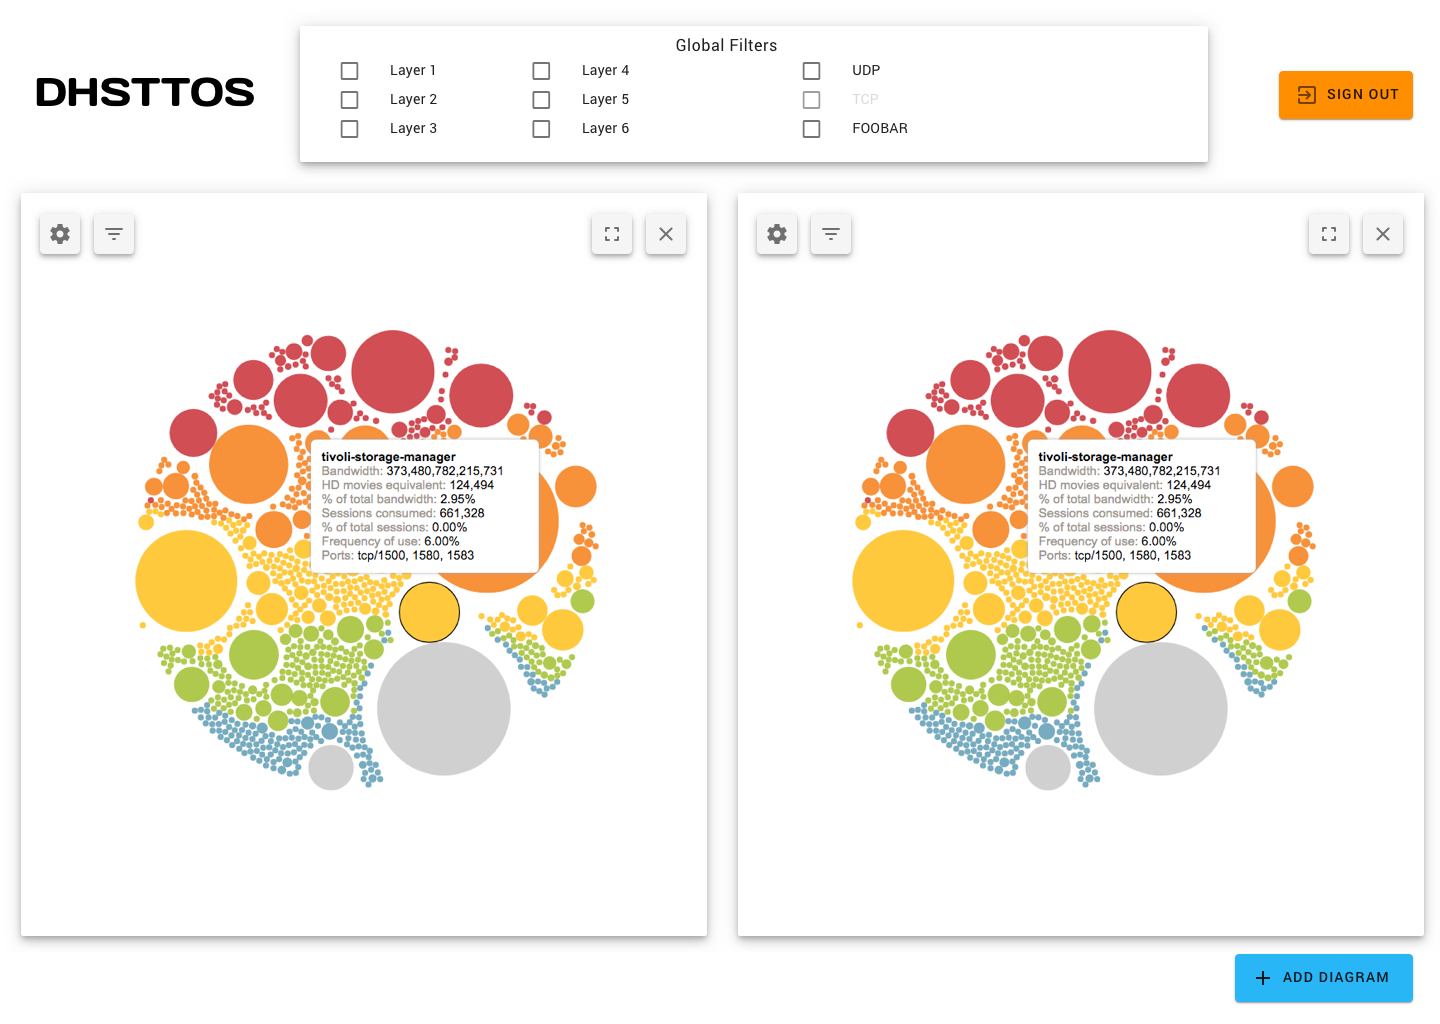 DHSTTOS
Global Filters
Layer 1
Layer 4
UDP
Layer 2
Layer 5
TCP
Layer 3
Layer 6
FOOBAR
SIGN OUT
tivoli-storage-manager
Bandwidth: 373,480,782,215,731
HD movies equivalent: 124,494
% of total bandwidth: 2.95%
Sessions consumed: 661,328
% of total sessions: 0.00%
Frequency of use: 6.00%
Ports: tcp/1500, 1580, 1583
tivoli-storage-manager
Bandwidth: 373,480,782,215,731
HD movies equivalent: 124,494
% of total bandwidth: 2.95%
Sessions consumed: 661,328
% of total sessions: 0.00%
Frequency of use: 6.00%
Ports: tcp/1500, 1580, 1583
ADD DIAGRAM